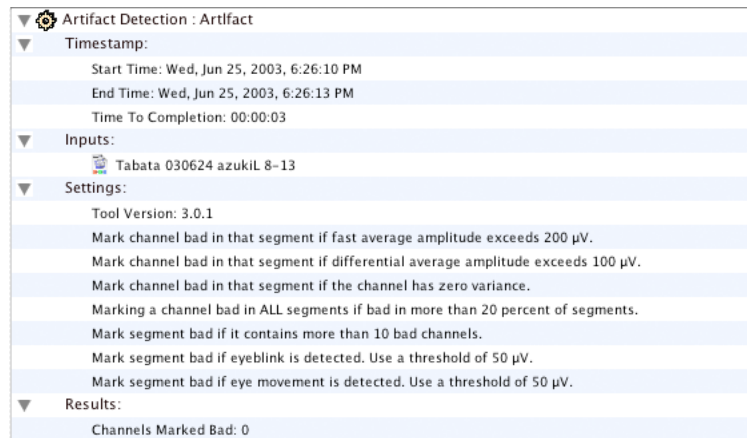 Artifact Detection : ArtIfact
Timestamp:
Start Time: Wed, Jun 25, 2003, 6:26:10 PM
End Time: Wed, Jun 25, 2003, 6:26:13 PM
Time To Completion: 00:00:03
Inputs:
Tabata 030624 azukiL 8-13
Settings:
Tool Version: 3.0.1
Mark channel bad in that segment if fast average amplitude exceeds 200 µV.
Mark channel bad in that segment if differential average amplitude exceeds 100 µV.
Mark channel bad in that segment if the channel has zero variance.
Marking a channel bad in ALL segments if bad in more than 20 percent of segments.
Mark segment bad if it contains more than 10 bad channels.
Mark segment bad if eyeblink is detected. Use a threshold of 50 µV.
Mark segment bad if eye movement is detected. Use a threshold of 50 µV.
Results:
Channels Marked Bad: 0